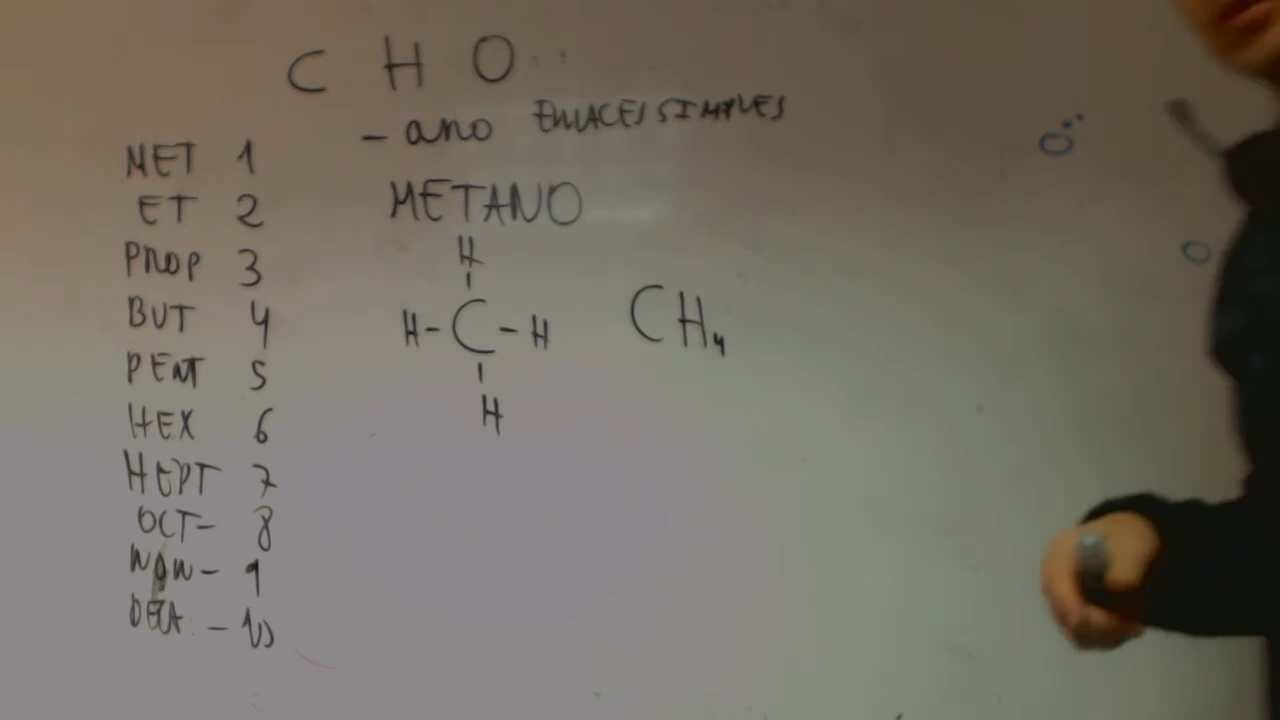 C H O
- ano ENLACES SIMPLES
MET 1
ET 2
PROP 3
BUT 4
PENT 5
HEX 6
HEPT 7
OCT- 8
NON- 9
DECA - 10
METANO
H
H-C-H
H
CH₄